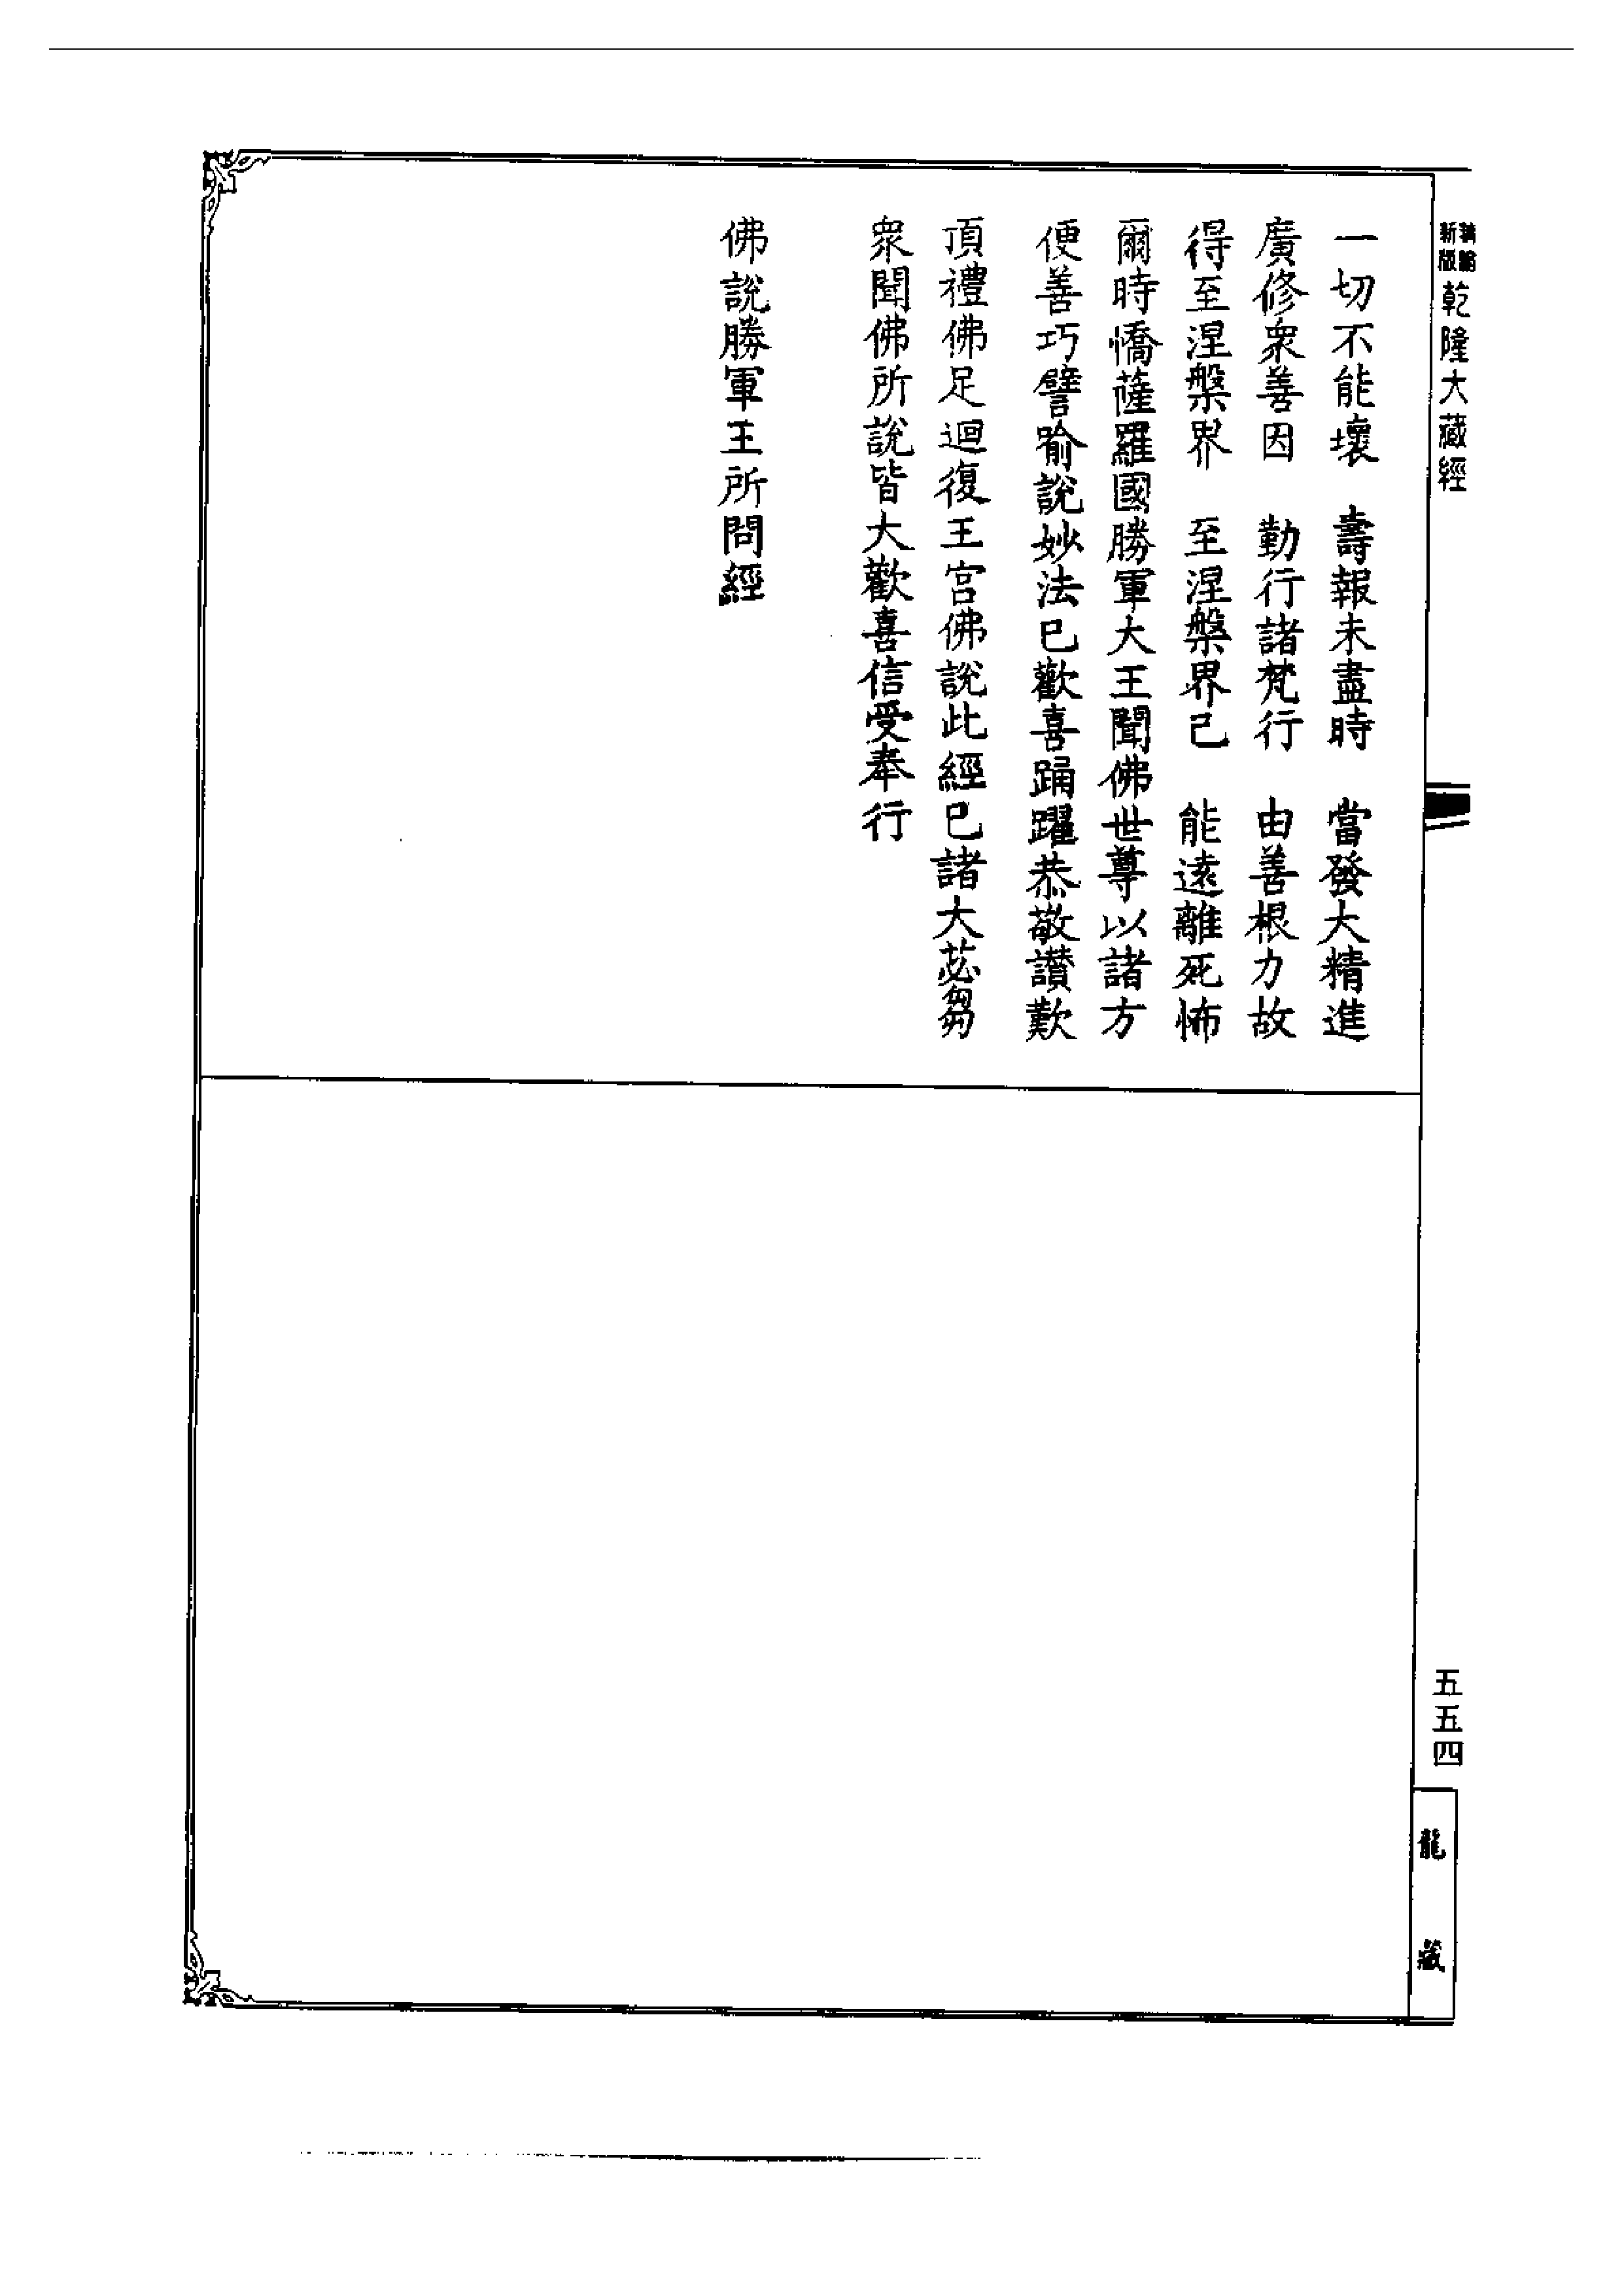 新版
乾隆大藏經
一切不能壞　壽報未盡時　當發大精進
廣修衆善因　勤行諸梵行　由善根力故
得至涅槃界　至涅槃界已　能遠離死怖
爾時憍薩羅國勝軍大王聞佛世尊以諸方
便善巧譬喻說妙法已歡喜踊躍恭敬讚歎
頂禮佛足迴復王宮佛說此經已諸大苾芻
衆聞佛所說皆大歡喜信受奉行
佛說勝軍王所問經
五五四
龍藏